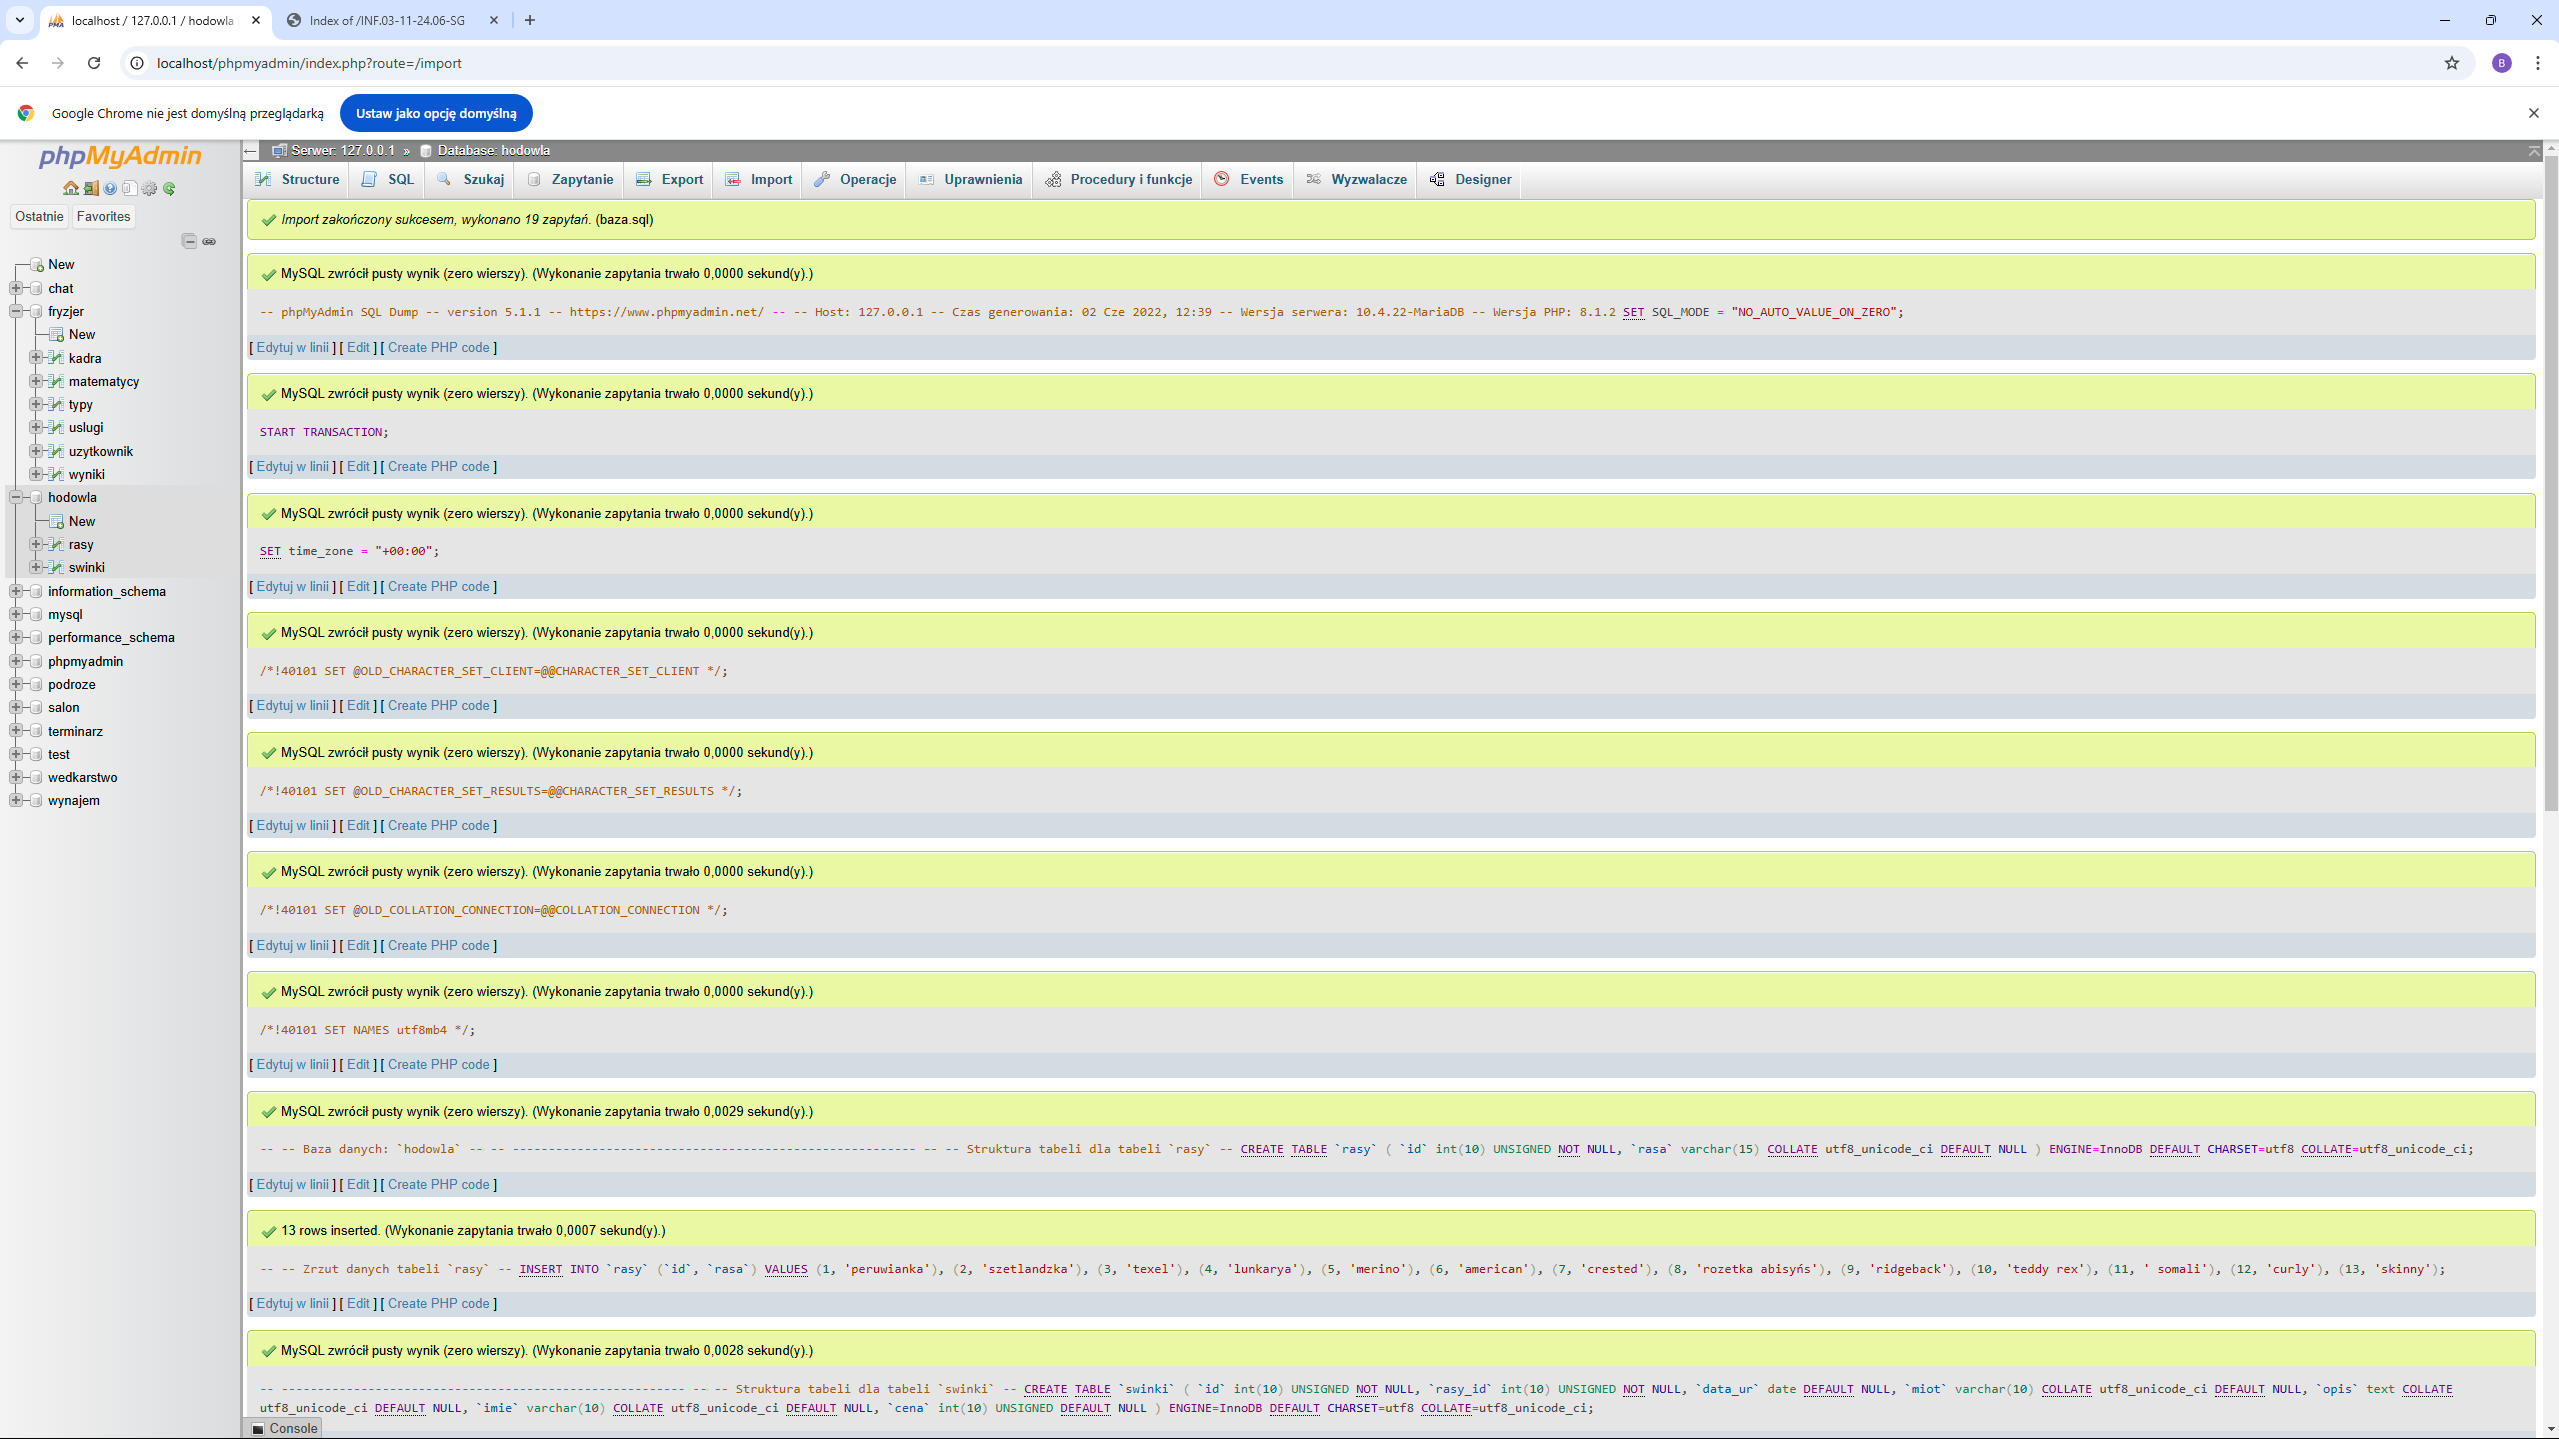 localhost / 127.0.0.1 / hodowla
Index of /INF.03-11-24.06-SG
localhost/phpmyadmin/index.php?route=/import
B
Google Chrome nie jest domyślną przeglądarką
Ustaw jako opcję domyślną
phpMyAdmin
Ostatnie
Favorites
New
chat
fryzjer
New
kadra
matematycy
typy
uslugi
uzytkownik
wyniki
hodowla
New
rasy
swinki
information_schema
mysql
performance_schema
phpmyadmin
podroze
salon
terminarz
test
wedkarstwo
wynajem
Serwer: 127.0.0.1 » Database: hodowla
Structure SQL Szukaj Zapytanie Export Import Operacje Uprawnienia Procedury i funkcje Events Wyzwalacze Designer
Import zakończony sukcesem, wykonano 19 zapytań. (baza.sql)
MySQL zwrócił pusty wynik (zero wierszy). (Wykonanie zapytania trwało 0,0000 sekund(y).)
-- phpMyAdmin SQL Dump -- version 5.1.1 -- https://www.phpmyadmin.net/ -- -- Host: 127.0.0.1 -- Czas generowania: 02 Cze 2022, 12:39 -- Wersja serwera: 10.4.22-MariaDB -- Wersja PHP: 8.1.2 SET SQL_MODE = "NO_AUTO_VALUE_ON_ZERO";
[ Edytuj w linii ] [ Edit ] [ Create PHP code ]
MySQL zwrócił pusty wynik (zero wierszy). (Wykonanie zapytania trwało 0,0000 sekund(y).)
START TRANSACTION;
[ Edytuj w linii ] [ Edit ] [ Create PHP code ]
MySQL zwrócił pusty wynik (zero wierszy). (Wykonanie zapytania trwało 0,0000 sekund(y).)
SET time_zone = "+00:00";
[ Edytuj w linii ] [ Edit ] [ Create PHP code ]
MySQL zwrócił pusty wynik (zero wierszy). (Wykonanie zapytania trwało 0,0000 sekund(y).)
/*!40101 SET @OLD_CHARACTER_SET_CLIENT=@@CHARACTER_SET_CLIENT */;
[ Edytuj w linii ] [ Edit ] [ Create PHP code ]
MySQL zwrócił pusty wynik (zero wierszy). (Wykonanie zapytania trwało 0,0000 sekund(y).)
/*!40101 SET @OLD_CHARACTER_SET_RESULTS=@@CHARACTER_SET_RESULTS */;
[ Edytuj w linii ] [ Edit ] [ Create PHP code ]
MySQL zwrócił pusty wynik (zero wierszy). (Wykonanie zapytania trwało 0,0000 sekund(y).)
/*!40101 SET @OLD_COLLATION_CONNECTION=@@COLLATION_CONNECTION */;
[ Edytuj w linii ] [ Edit ] [ Create PHP code ]
MySQL zwrócił pusty wynik (zero wierszy). (Wykonanie zapytania trwało 0,0000 sekund(y).)
/*!40101 SET NAMES utf8mb4 */;
[ Edytuj w linii ] [ Edit ] [ Create PHP code ]
MySQL zwrócił pusty wynik (zero wierszy). (Wykonanie zapytania trwało 0,0029 sekund(y).)
-- -- Baza danych: `hodowla` -- -- -------------------------------------------------------- -- -- Struktura tabeli dla tabeli `rasy` -- CREATE TABLE `rasy` ( `id` int(10) UNSIGNED NOT NULL, `rasa` varchar(15) COLLATE utf8_unicode_ci DEFAULT NULL ) ENGINE=InnoDB DEFAULT CHARSET=utf8 COLLATE=utf8_unicode_ci;
[ Edytuj w linii ] [ Edit ] [ Create PHP code ]
13 rows inserted. (Wykonanie zapytania trwało 0,0007 sekund(y).)
-- -- Zrzut danych tabeli `rasy` -- INSERT INTO `rasy` (`id`, `rasa`) VALUES (1, 'peruwianka'), (2, 'szetlandzka'), (3, 'texel'), (4, 'lunkarya'), (5, 'merino'), (6, 'american'), (7, 'crested'), (8, 'rozetka abisyńs'), (9, 'ridgeback'), (10, 'teddy rex'), (11, ' somali'), (12, 'curly'), (13, 'skinny');
[ Edytuj w linii ] [ Edit ] [ Create PHP code ]
MySQL zwrócił pusty wynik (zero wierszy). (Wykonanie zapytania trwało 0,0028 sekund(y).)
-- -------------------------------------------------------- -- -- Struktura tabeli dla tabeli `swinki` -- CREATE TABLE `swinki` ( `id` int(10) UNSIGNED NOT NULL, `rasy_id` int(10) UNSIGNED NOT NULL, `data_ur` date DEFAULT NULL, `miot` varchar(10) COLLATE utf8_unicode_ci DEFAULT NULL, `opis` text COLLATE
utf8_unicode_ci DEFAULT NULL, `imie` varchar(10) COLLATE utf8_unicode_ci DEFAULT NULL, `cena` int(10) UNSIGNED DEFAULT NULL ) ENGINE=InnoDB DEFAULT CHARSET=utf8 COLLATE=utf8_unicode_ci;
Console